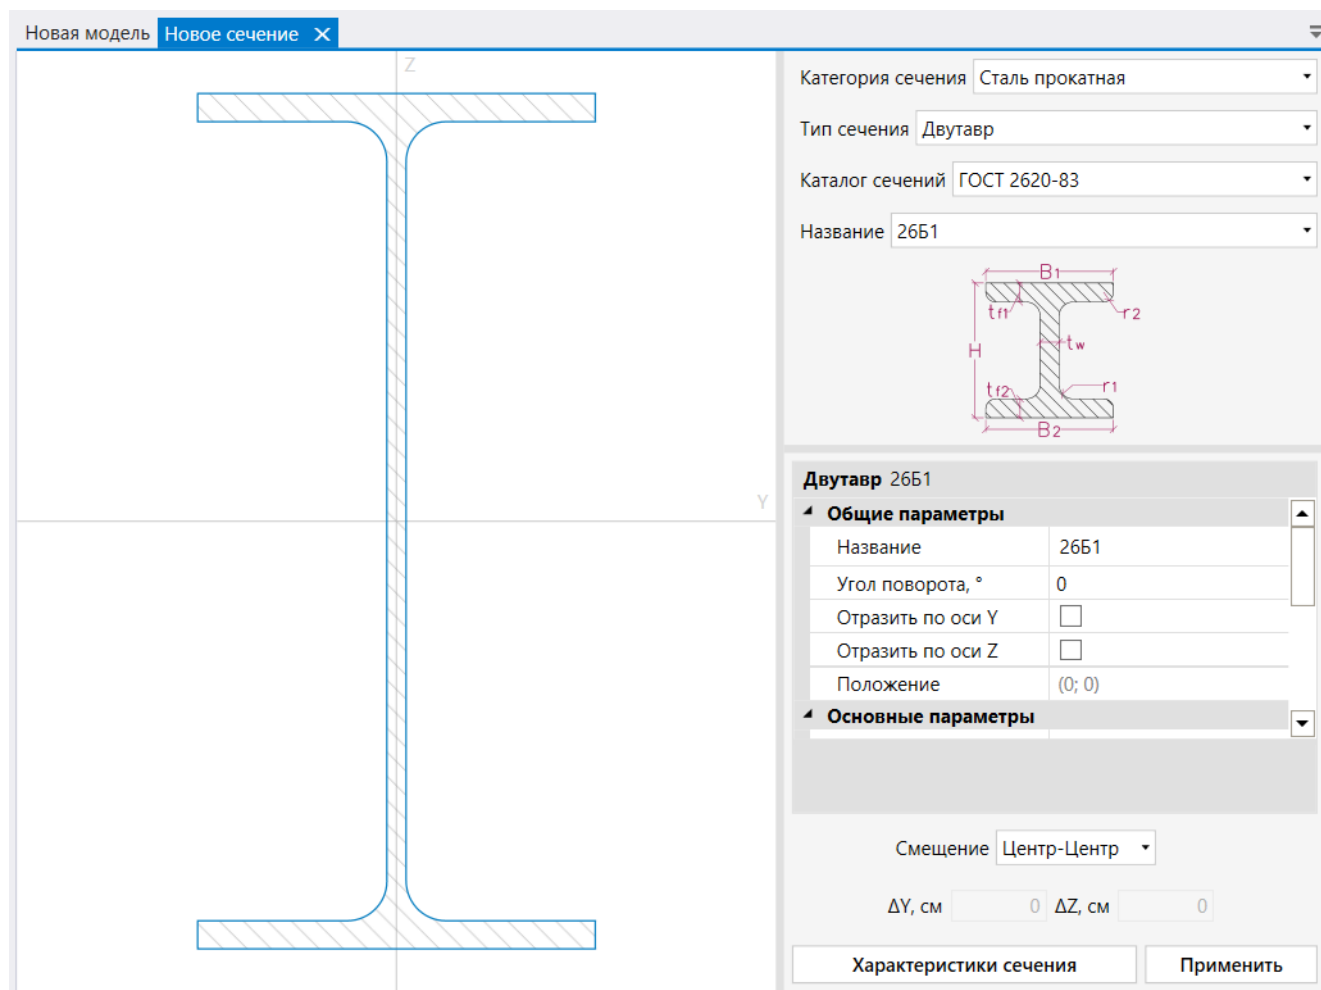 Новая модель
Новое сечение ✕
Z
Y
Категория сечения Сталь прокатная
Тип сечения Двутавр
Каталог сечений ГОСТ 2620-83
Название 26Б1
B1
tf1
r2
H
tw
tf2
r1
B2
Двутавр 26Б1
Общие параметры
Название 26Б1
Угол поворота, ° 0
Отразить по оси Y
Отразить по оси Z
Положение (0; 0)
Основные параметры
Смещение Центр-Центр
ΔY, см 0 ΔZ, см 0
Характеристики сечения Применить